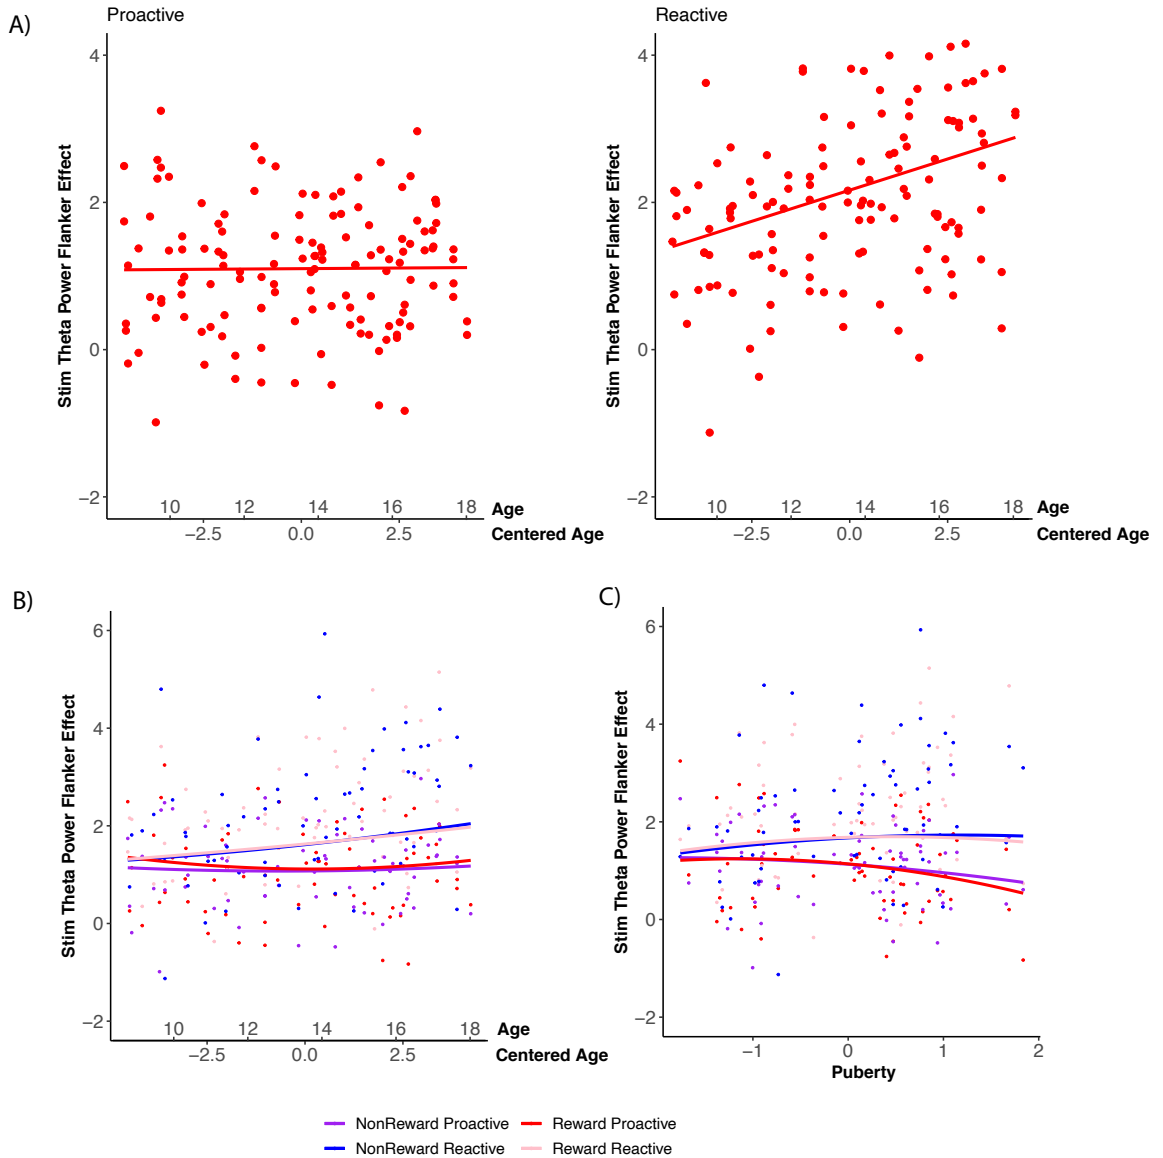 A)
Proactive
Reactive
Stim Theta Power Flanker Effect
4
2
0
−2
10 12 14 16 18 Age
−2.5 0.0 2.5 Centered Age
Stim Theta Power Flanker Effect
4
2
0
−2
10 12 14 16 18 Age
−2.5 0.0 2.5 Centered Age
B)
Stim Theta Power Flanker Effect
6
4
2
0
−2
10 12 14 16 18 Age
−2.5 0.0 2.5 Centered Age
C)
Stim Theta Power Flanker Effect
6
4
2
0
−2
−1 0 1 2
Puberty
NonReward Proactive Reward Proactive
NonReward Reactive Reward Reactive